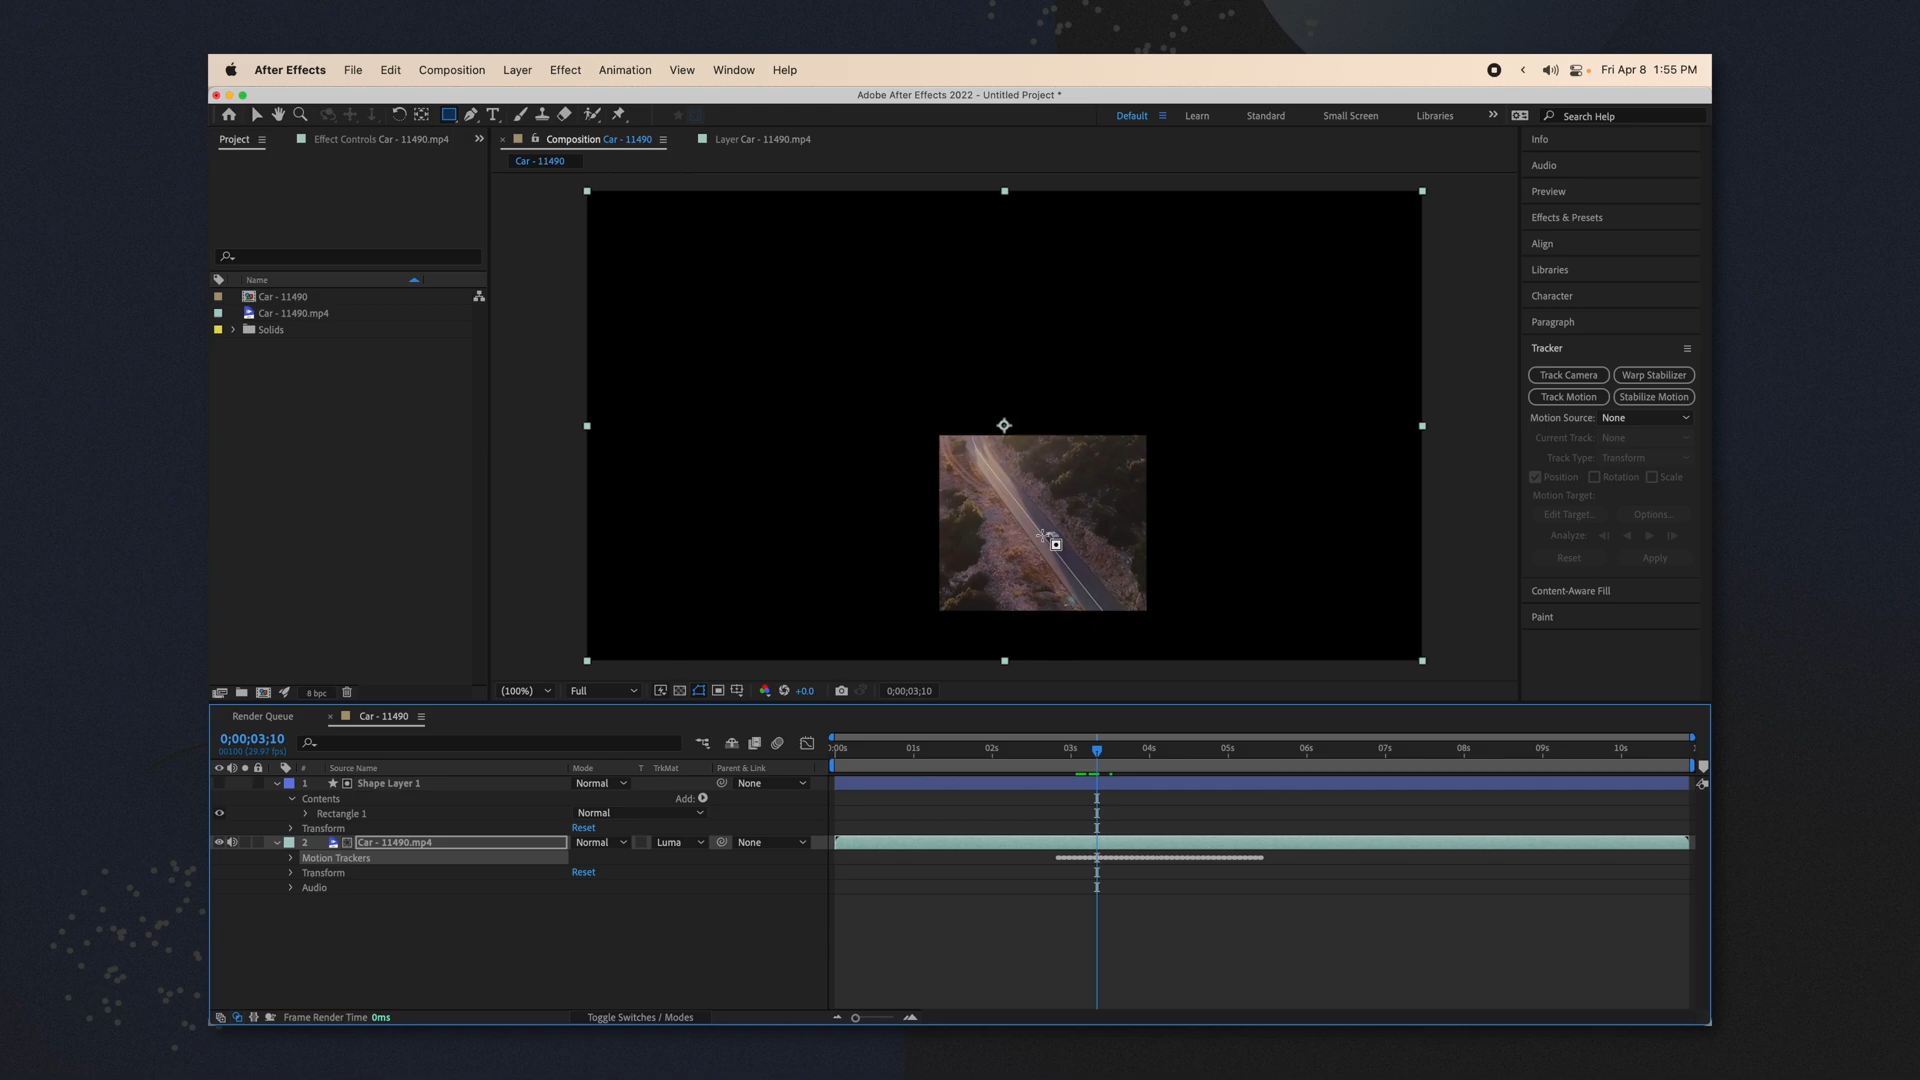 After Effects File Edit Composition Layer Effect Animation View Window Help Fri Apr 8 1:55 PM
Adobe After Effects 2022 - Untitled Project *
Default Learn Standard Small Screen Libraries Search Help
Project Effect Controls Car - 11490.mp4 Composition Car - 11490 Layer Car - 11490.mp4 Info
Car - 11490
Audio
Preview
Effects & Presets
Align
Libraries
Character
Paragraph
Tracker
Track Camera Warp Stabilizer
Track Motion Stabilize Motion
Motion Source: None
Current Track: None
Track Type: Transform
Position Rotation Scale
Motion Target:
Edit Target... Options...
Analyze:
Reset Apply
Content-Aware Fill
Paint
Name
Car - 11490
Car - 11490.mp4
Solids
8 bpc
(100%) Full +0.0 0;00;03;10
Render Queue Car - 11490
0;00;03;10
00100 (29.97 fps)
:00s 01s 02s 03s 04s 05s 06s 07s 08s 09s 10s
# Source Name Mode T TrkMat Parent & Link
1 Shape Layer 1 Normal None
Contents Add:
Rectangle 1 Normal
Transform Reset
2 Car - 11490.mp4 Normal Luma None
Motion Trackers
Transform Reset
Audio
Frame Render Time 0ms Toggle Switches / Modes